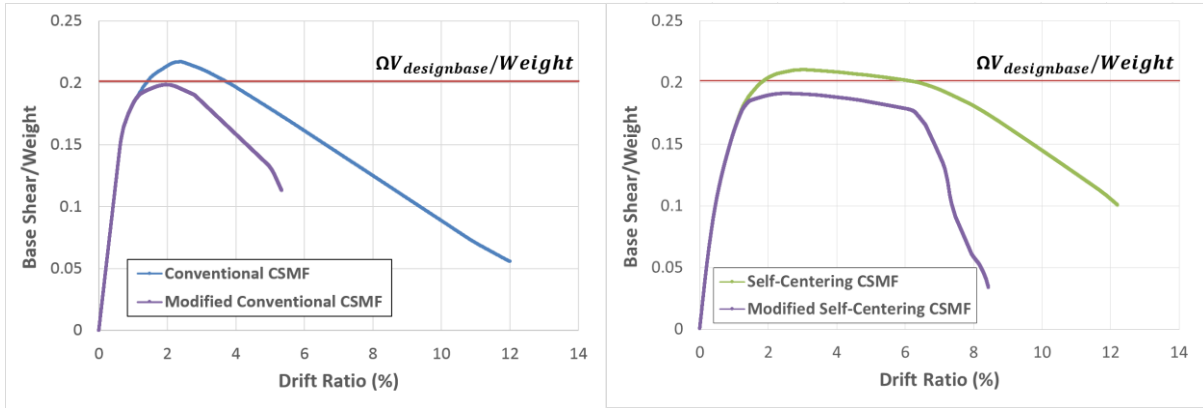 0.25
0.2
0.15
0.1
0.05
0
Base Shear/Weight
ΩV_designbase/Weight
Conventional CSMF
Modified Conventional CSMF
0 2 4 6 8 10 12 14
Drift Ratio (%)
0.25
0.2
0.15
0.1
0.05
0
Base Shear/Weight
ΩV_designbase/Weight
Self-Centering CSMF
Modified Self-Centering CSMF
0 2 4 6 8 10 12 14
Drift Ratio (%)